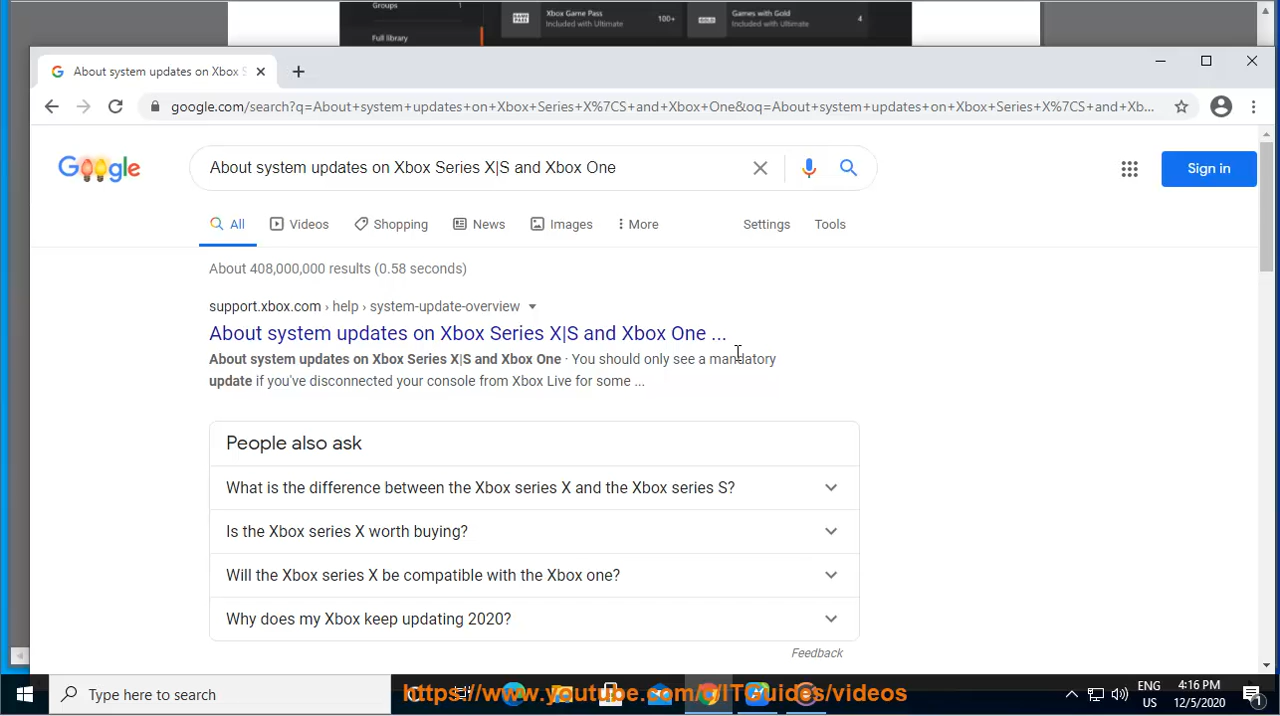 Groups 1
Xbox Game Pass
Included with Ultimate
100+
Games with Gold
Included with Ultimate
4
Full library
About system updates on Xbox S
google.com/search?q=About+system+updates+on+Xbox+Series+X%7CS+and+Xbox+One&oq=About+system+updates+on+Xbox+Series+X%7CS+and+Xb...
Google
About system updates on Xbox Series X|S and Xbox One
Sign in
All Videos Shopping News Images More Settings Tools
About 408,000,000 results (0.58 seconds)
support.xbox.com › help › system-update-overview
About system updates on Xbox Series X|S and Xbox One ...
About system updates on Xbox Series X|S and Xbox One · You should only see a mandatory
update if you've disconnected your console from Xbox Live for some ...
People also ask
What is the difference between the Xbox series X and the Xbox series S?
Is the Xbox series X worth buying?
Will the Xbox series X be compatible with the Xbox one?
Why does my Xbox keep updating 2020?
Feedback
Type here to search
https://www.youtube.com/c/ITGuides/videos
ENG
US
4:16 PM
12/5/2020
1